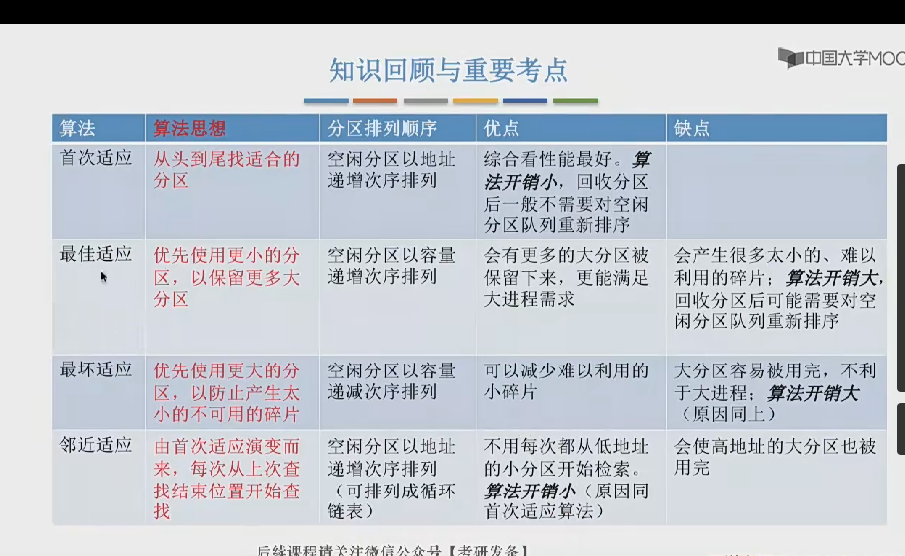 知识回顾与重要考点
中国大学MOO
算法
算法思想
分区排列顺序
优点
缺点
首次适应
从头到尾找适合的
分区
空闲分区以地址
递增次序排列
综合看性能最好。算
法开销小，回收分区
后一般不需要对空闲
分区队列重新排序
最佳适应
优先使用更小的分
区，以保留更多大
分区
空闲分区以容量
递增次序排列
会有更多的大分区被
保留下来，更能满足
大进程需求
会产生很多太小的、难以
利用的碎片；算法开销大，
回收分区后可能需要对空
闲分区队列重新排序
最坏适应
优先使用更大的分
区，以防止产生太
小的不可用的碎片
空闲分区以容量
递减次序排列
可以减少难以利用的
小碎片
大分区容易被用完，不利
于大进程；算法开销大
（原因同上）
邻近适应
由首次适应演变而
来，每次从上次查
找结束位置开始查
找
空闲分区以地址
递增次序排列
（可排列成循环
链表）
不用每次都从低地址
的小分区开始检索。
算法开销小（原因同
首次适应算法）
会使高地址的大分区也被
用完
后续课程请关注微信公众号【考研发条】